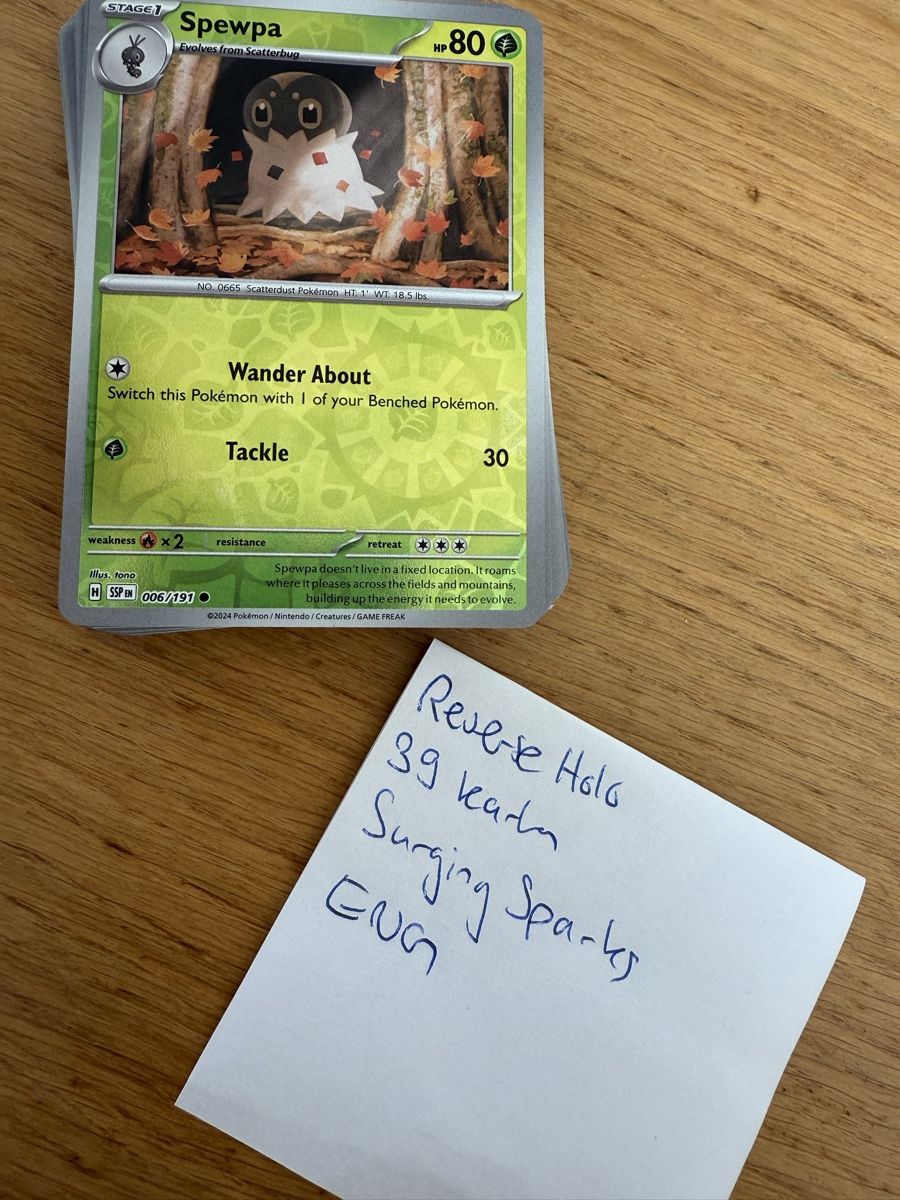 STAGE1
Spewpa
HP 80
Evolves from Scatterbug
NO. 0665 Scatterdust Pokémon HT: 1' WT: 18.5 lbs.
Wander About
Switch this Pokémon with 1 of your Benched Pokémon.
Tackle 30
weakness ×2 resistance retreat
Illus. tono
Spewpa doesn't live in a fixed location. It roams
where it pleases across the fields and mountains,
building up the energy it needs to evolve.
H SSP EN 006/191
©2024 Pokémon / Nintendo / Creatures / GAME FREAK
Reverse Holo
39
Surging Sparks
ENG